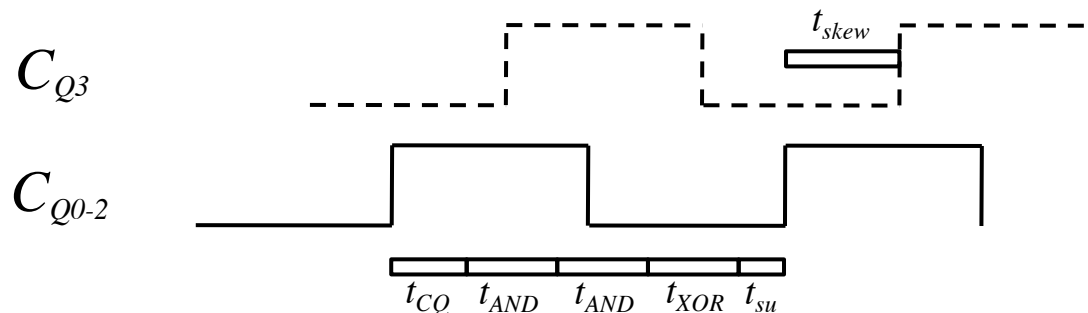 t_skew
C_Q3
C_Q0-2
t_CQ t_AND t_AND t_XOR t_su